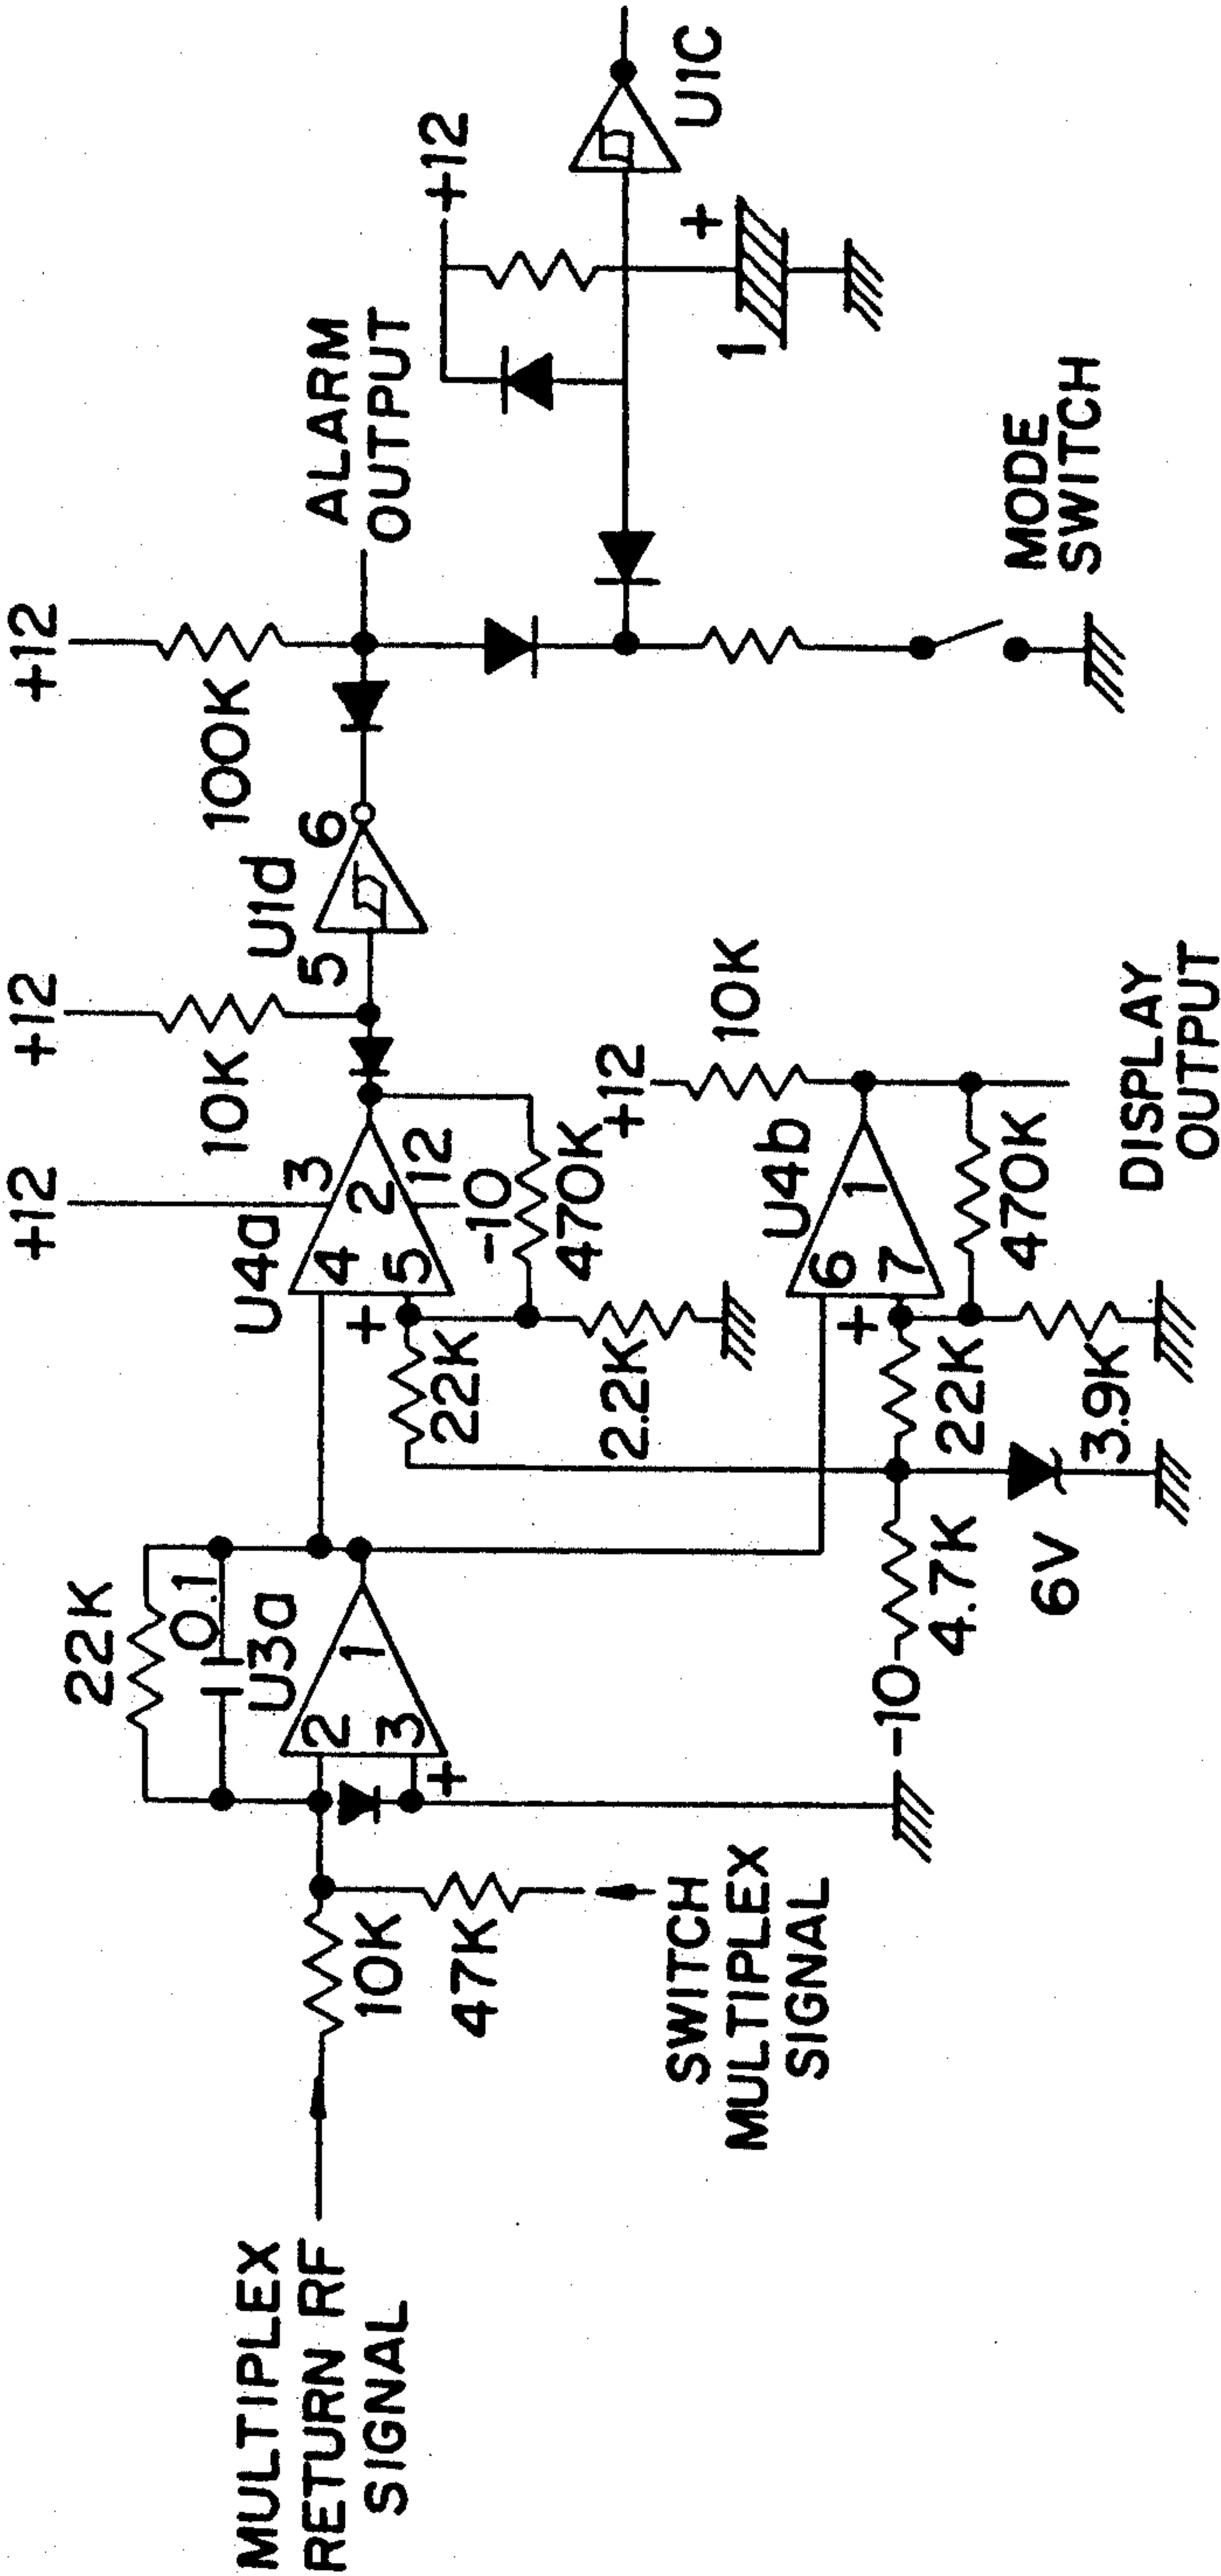 MULTIPLEX
RETURN RF
SIGNAL
10K
47K
SWITCH
MULTIPLEX
SIGNAL
22K
0.1
U3a
2
3
+
1
-10
4.7K
6V
22K
2.2K
+
22K
3.9K
+
U4a
4
5
3
2
12
-10
470K
+12
+12
10K
U4b
6
7
1
+12
10K
470K
DISPLAY
OUTPUT
U1d
5
6
+12
100K
ALARM
OUTPUT
MODE
SWITCH
+12
1
+
U1C